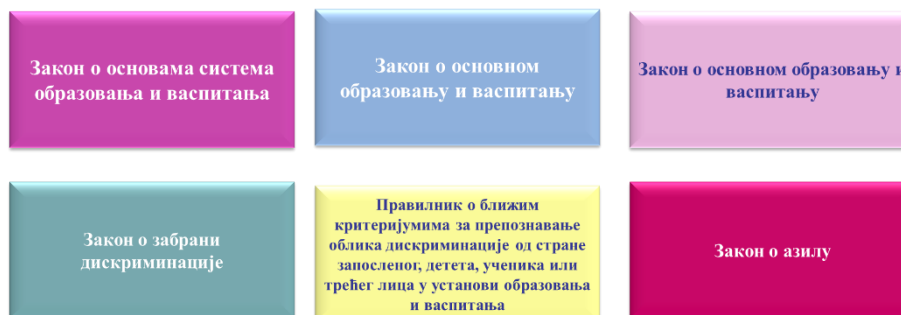 Закон о основама система
образовања и васпитања
Закон о основном
образовању и васпитању
Закон о основном образовању и
васпитању
Закон о забрани
дискриминације
Правилник о ближим
критеријумима за препознавање
облика дискриминације од стране
запосленог, детета, ученика или
трећег лица у установи образовања
и васпитања
Закон о азилу